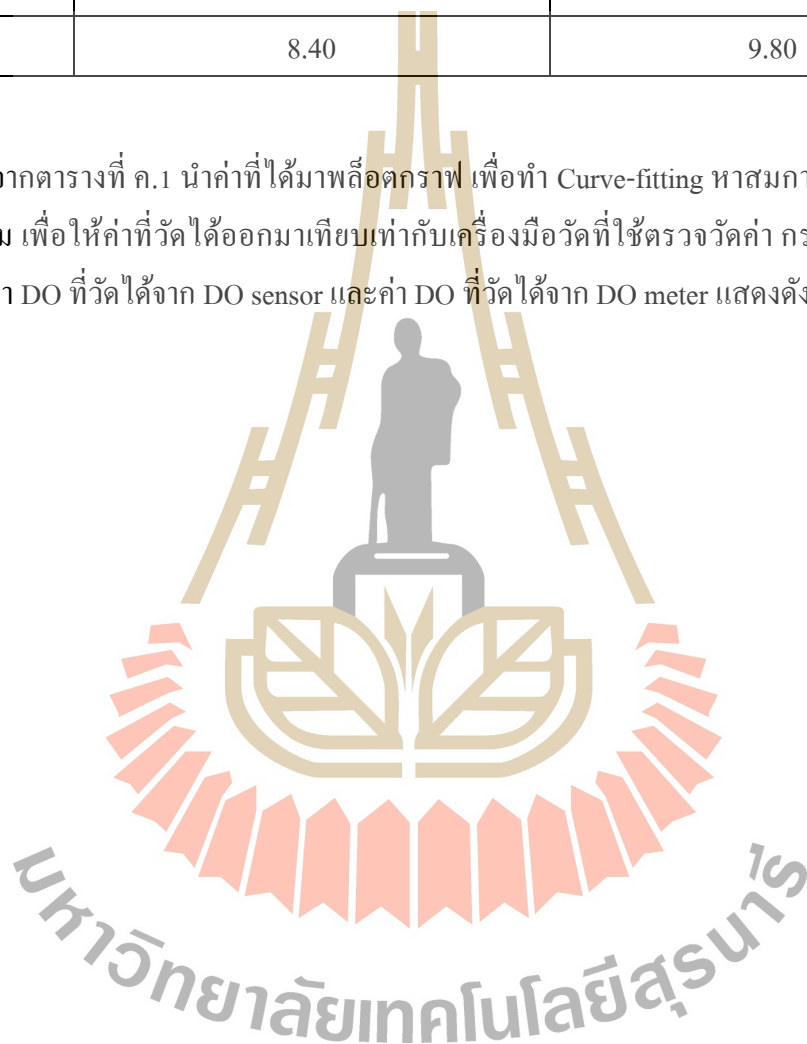 8.40 9.80
จากตารางที่ ค.1 นำค่าที่ได้มาพล็อตกราฟ เพื่อทำ Curve-fitting หาสมกา
ม เพื่อให้ค่าที่วัดได้ออกมาเทียบเท่ากับเครื่องมือวัดที่ใช้ตรวจวัดค่า กร
า DO ที่วัดได้จาก DO sensor และค่า DO ที่วัดได้จาก DO meter แสดงดัง
มหาวิทยาลัยเทคโนโลยีสุรนารี